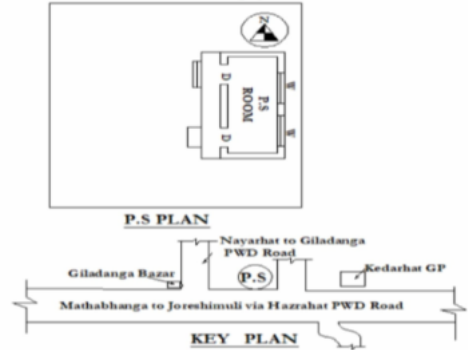 N
D
W
P.S
ROOM
D
W
P.S PLAN
Nayarhat to Giladanga
PWD Road
Giladanga Bazar
P.S
Kedarhat GP
Mathabhanga to Joreshimuli via Hazrahat PWD Road
KEY PLAN